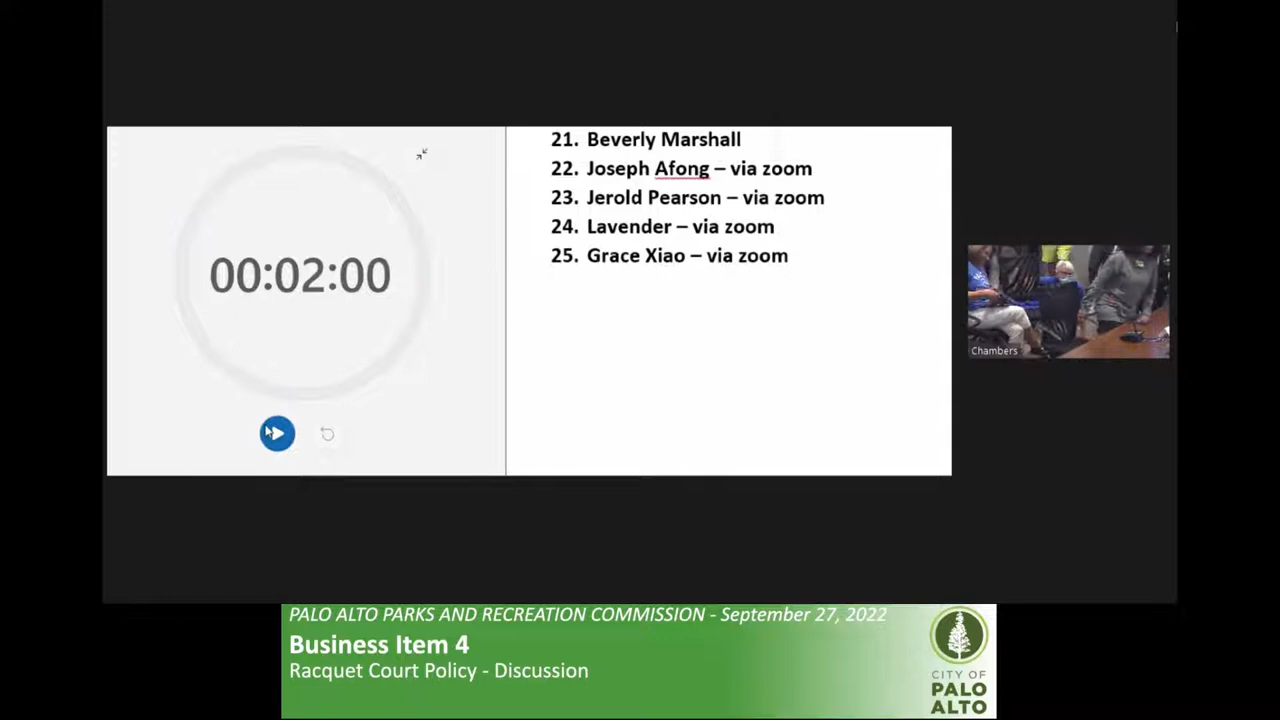 00:02:00
21. Beverly Marshall
22. Joseph Afong – via zoom
23. Jerold Pearson – via zoom
24. Lavender – via zoom
25. Grace Xiao – via zoom
Chambers
PALO ALTO PARKS AND RECREATION COMMISSION - September 27, 2022
Business Item 4
Racquet Court Policy - Discussion
CITY OF
PALO
ALTO